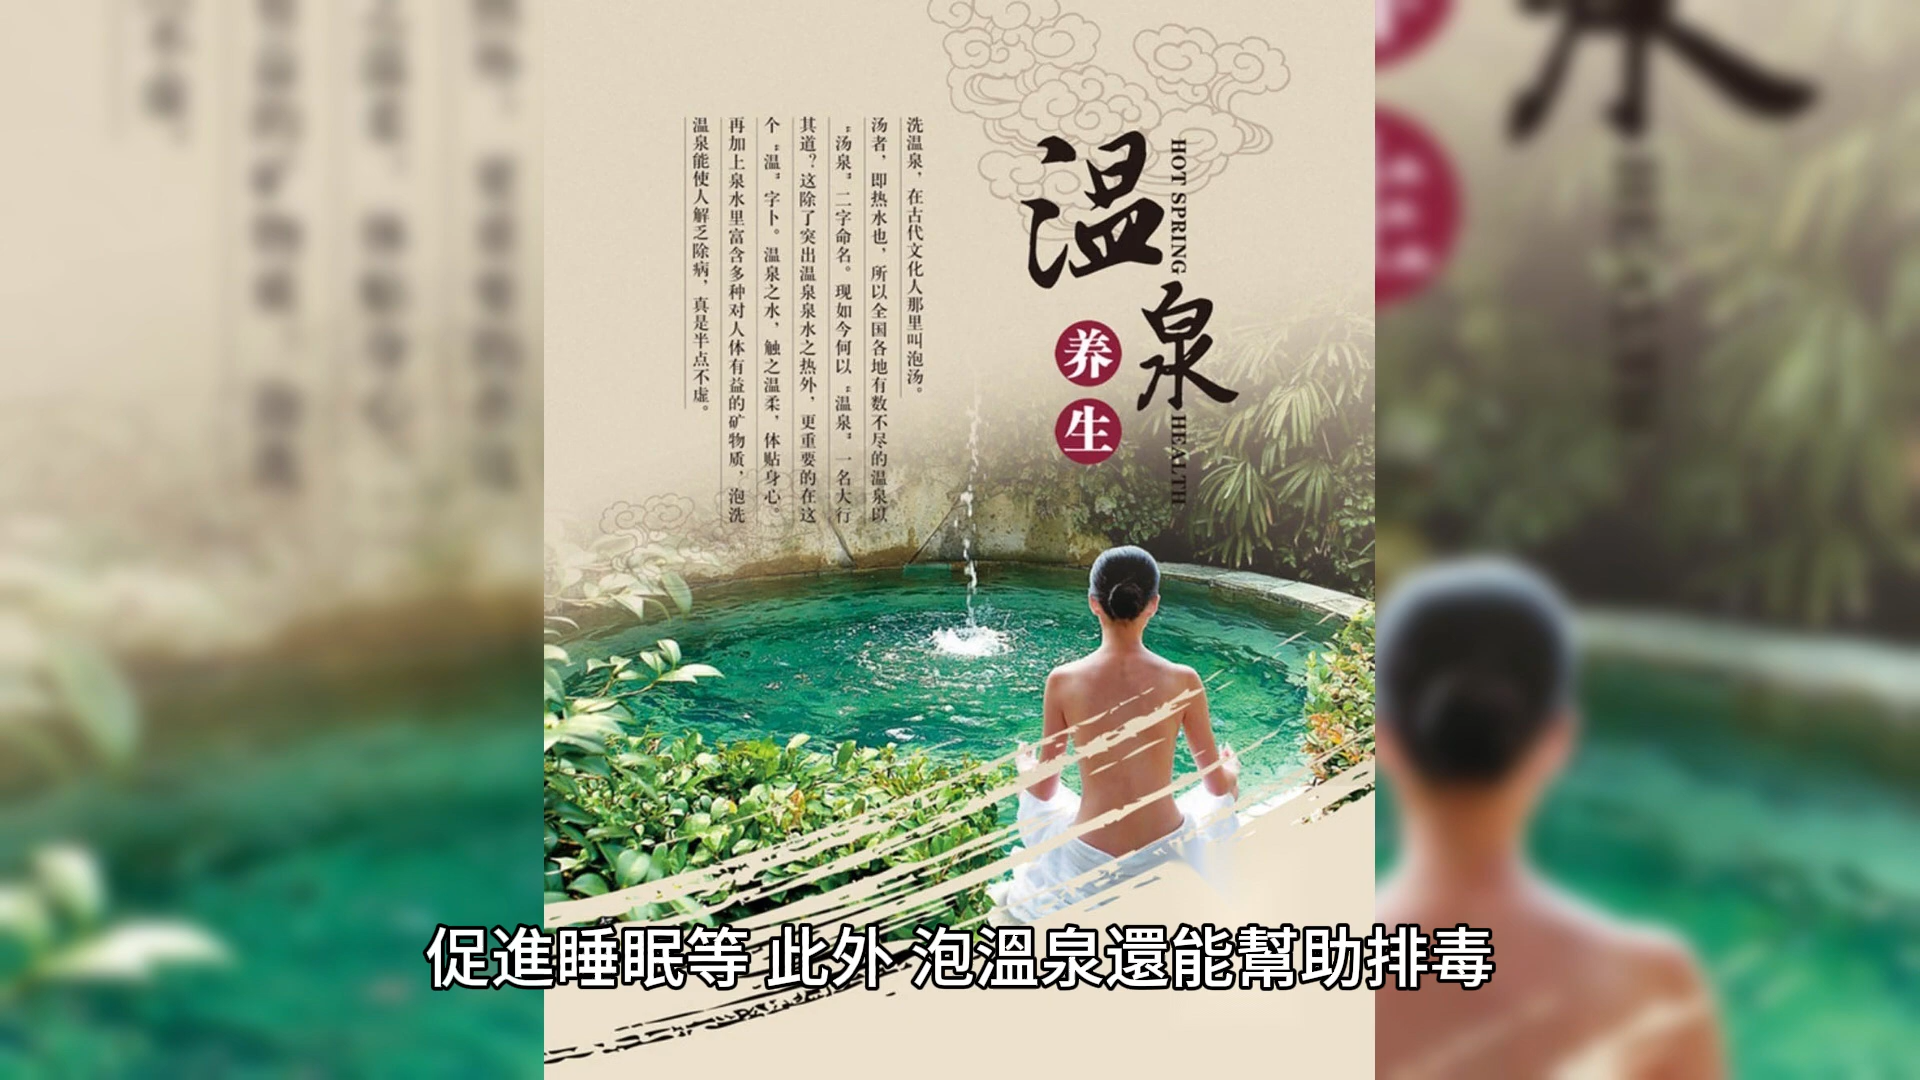 温泉
养生
HOT SPRING HEALTH
洗温泉，在古代文化人那里叫泡汤。
汤者，即热水也，所以全国各地有数不尽的温泉以
“汤泉”二字命名。现如今何以“温泉”一名大行
其道？这除了突出温泉泉水之热外，更重要的在这
个“温”字卜。温泉之水，触之温柔，体贴身心。
再加上泉水里富含多种对人体有益的矿物质，泡洗
温泉能使人解乏除病，真是半点不虚。
促進睡眠等 此外 泡溫泉還能幫助排毒